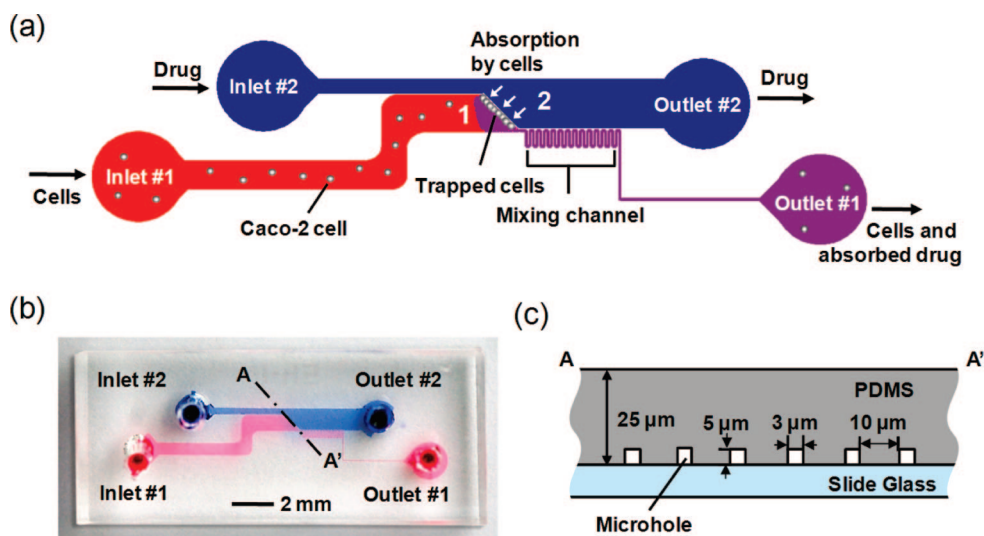 (a)
Absorption
by cells
Drug
Inlet #2
2
Outlet #2
Drug
1
Cells
Inlet #1
Caco-2 cell
Trapped cells
Mixing channel
Outlet #1
Cells and
absorbed drug
(b)
Inlet #2
A
Outlet #2
A'
Inlet #1
2 mm
Outlet #1
(c)
A
A'
PDMS
25 µm
5 µm
3 µm
10 µm
Slide Glass
Microhole